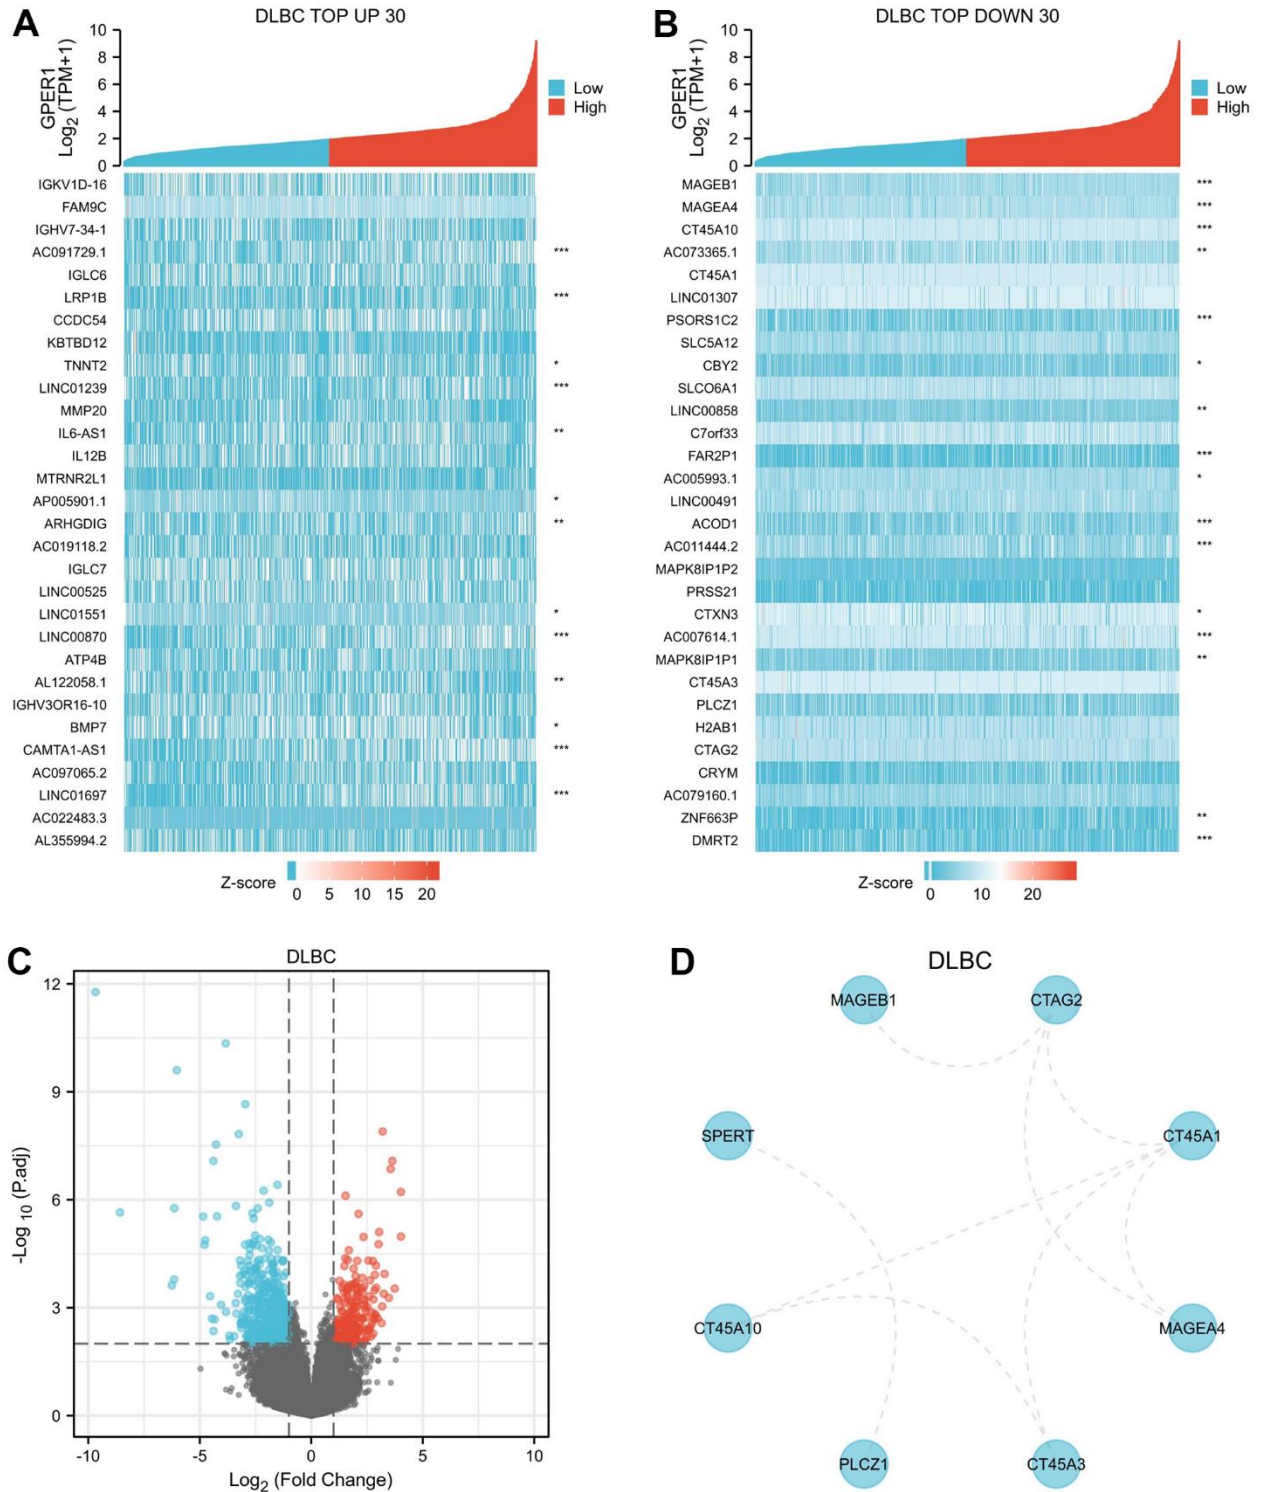 A
DLBC TOP UP 30
GPER1
Log2 (TPM+1)
10
8
6
4
2
0
Low
High
IGKV1D-16
FAM9C
IGHV7-34-1
AC091729.1 ***
IGLC6
LRP1B ***
CCDC54
KBTBD12
TNNT2 *
LINC01239 ***
MMP20
IL6-AS1 **
IL12B
MTRNR2L1
AP005901.1 *
ARHGDIG **
AC019118.2
IGLC7
LINC00525
LINC01551 *
LINC00870 ***
ATP4B
AL122058.1 **
IGHV3OR16-10
BMP7 *
CAMTA1-AS1 ***
AC097065.2
LINC01697 ***
AC022483.3
AL355994.2
Z-score
0 5 10 15 20
B
DLBC TOP DOWN 30
GPER1
Log2 (TPM+1)
10
8
6
4
2
0
Low
High
MAGEB1 ***
MAGEA4 ***
CT45A10 ***
AC073365.1 **
CT45A1
LINC01307
PSORS1C2 ***
SLC5A12
CBY2 *
SLCO6A1
LINC00858 **
C7orf33
FAR2P1 ***
AC005993.1 *
LINC00491
ACOD1 ***
AC011444.2 ***
MAPK8IP1P2
PRSS21
CTXN3 *
AC007614.1 ***
MAPK8IP1P1 **
CT45A3
PLCZ1
H2AB1
CTAG2
CRYM
AC079160.1
ZNF663P **
DMRT2 ***
Z-score
0 10 20
C
DLBC
-Log 10 (P.adj)
12
9
6
3
0
-10 -5 0 5 10
Log2 (Fold Change)
D
DLBC
MAGEB1
CTAG2
SPERT
CT45A1
CT45A10
MAGEA4
PLCZ1
CT45A3